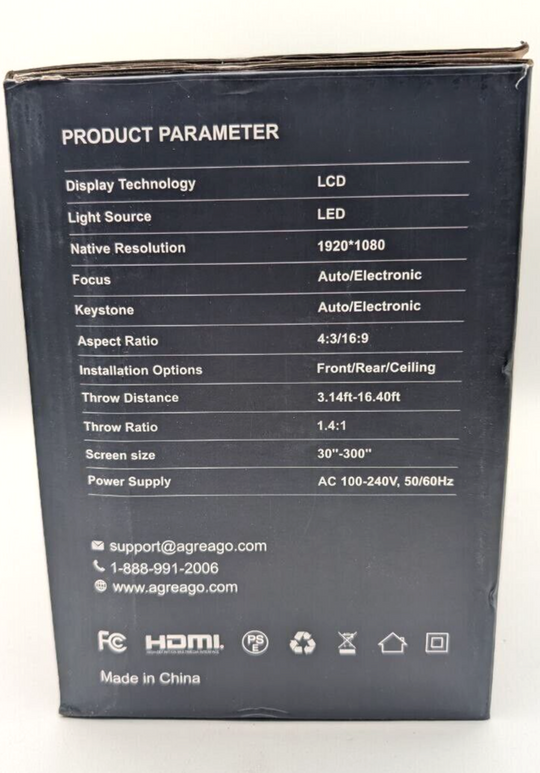 PRODUCT PARAMETER
Display Technology LCD
Light Source LED
Native Resolution 1920*1080
Focus Auto/Electronic
Keystone Auto/Electronic
Aspect Ratio 4:3/16:9
Installation Options Front/Rear/Ceiling
Throw Distance 3.14ft-16.40ft
Throw Ratio 1.4:1
Screen size 30"-300"
Power Supply AC 100-240V, 50/60Hz
support@agreago.com
1-888-991-2006
www.agreago.com
FC HDMI PSE
Made in China